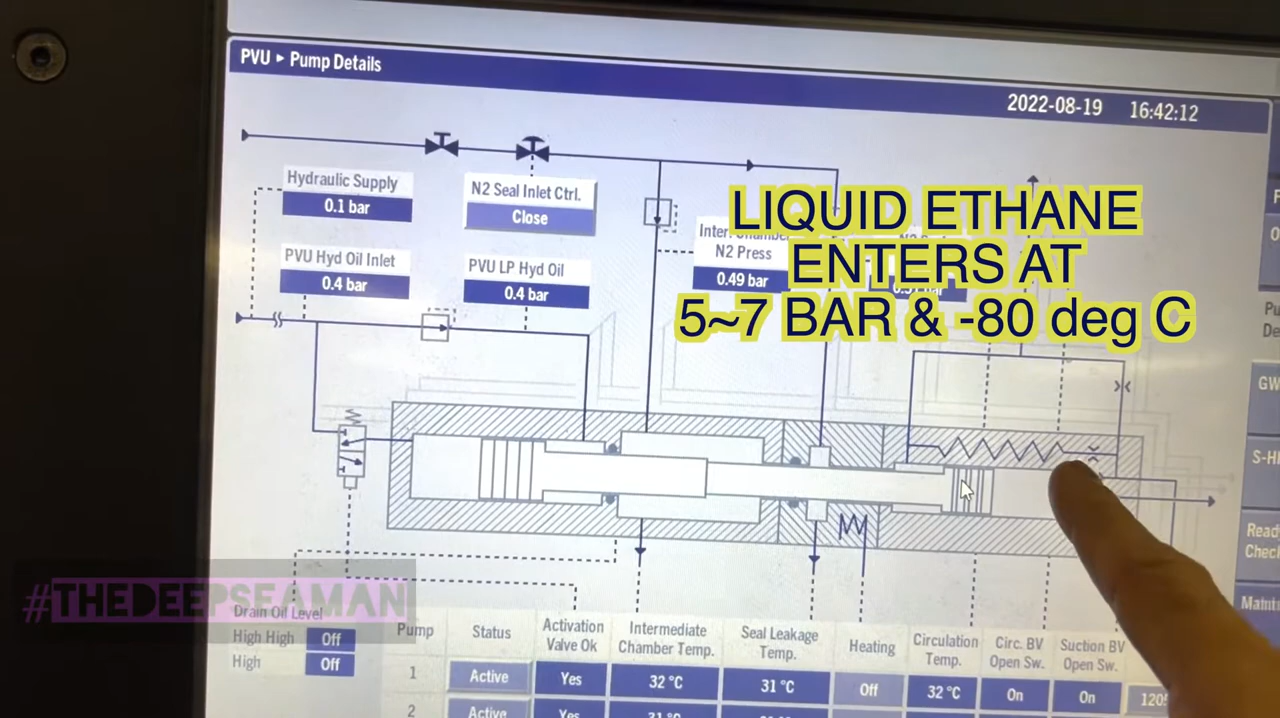 PVU ▸ Pump Details
2022-08-19 16:42:12
Hydraulic Supply
0.1 bar
N2 Seal Inlet Ctrl.
Close
PVU Hyd Oil Inlet
0.4 bar
PVU LP Hyd Oil
0.4 bar
N2 Press
0.49 bar
LIQUID ETHANE
ENTERS AT
5~7 BAR & -80 deg C
GW
S-H
Ready
Chec
#THEDEEPSEAMAN
Drain Oil Level
High High Off
High Off
Pump Status Activation Valve Ok Intermediate Chamber Temp. Seal Leakage Temp. Heating Circulation Temp. Circ. BV Open Sw. Suction BV Open Sw.
1 Active Yes 32 °C 31 °C Off 32 °C On On
2 Active Yes